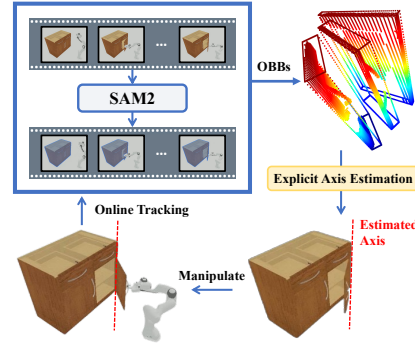 SAM2
OBBs
Explicit Axis Estimation
Online Tracking
Estimated
Axis
Manipulate